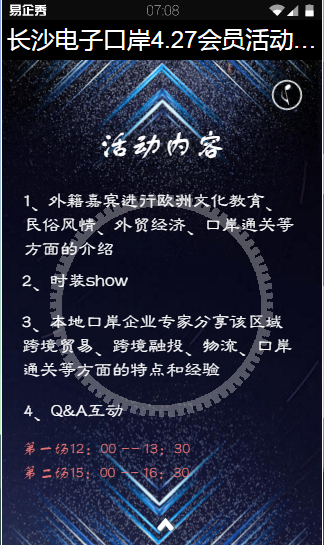 易企秀 07:08
长沙电子口岸4.27会员活动...
活动内容
1、外籍嘉宾进行欧洲文化教育、
民俗风情、外贸经济、口岸通关等
方面的介绍
2、时装show
3、本地口岸企业专家分享该区域
跨境贸易、跨境融投、物流、口岸
通关等方面的特点和经验
4、Q&A互动
第一场12：00 -- 13：30
第二场15：00 -- 16：30